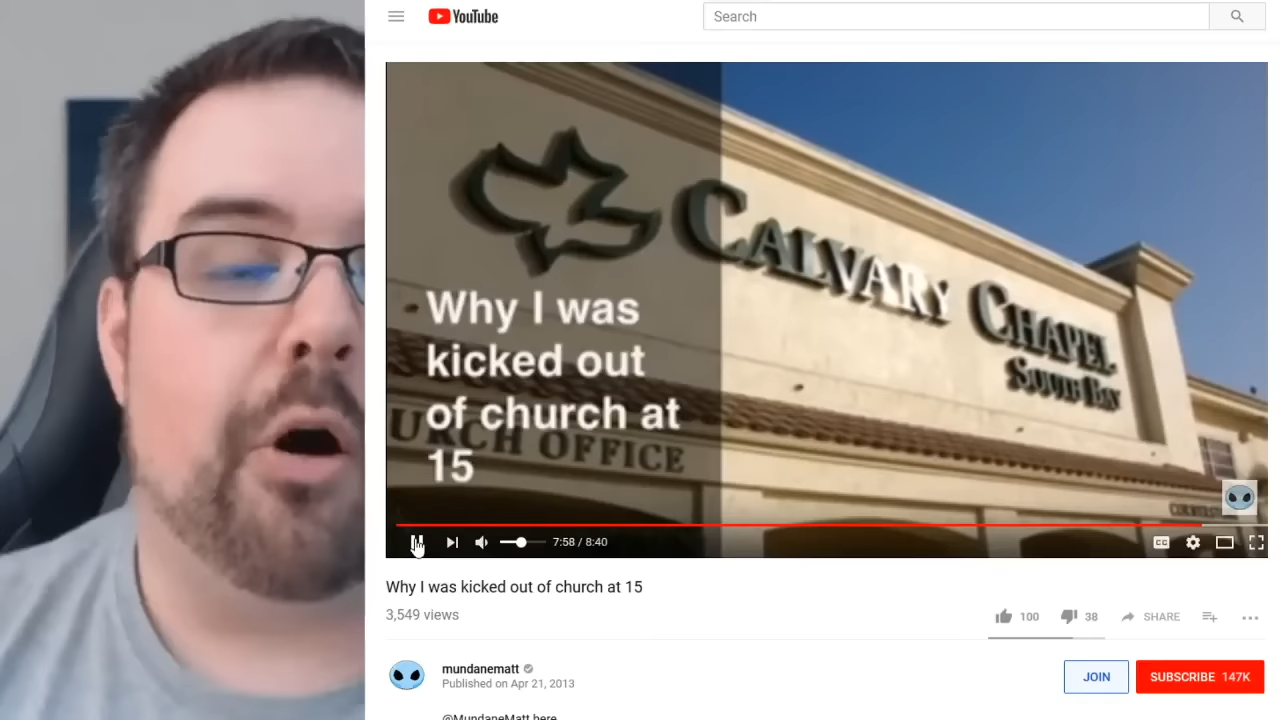 YouTube
Search
CALVARY CHAPEL
SOUTH BAY
Why I was
kicked out
of church at
15
URCH OFFICE
7:58 / 8:40
CC
Why I was kicked out of church at 15
3,549 views
100
38
SHARE
mundanematt
Published on Apr 21, 2013
JOIN
SUBSCRIBE 147K
@MundaneMatt here